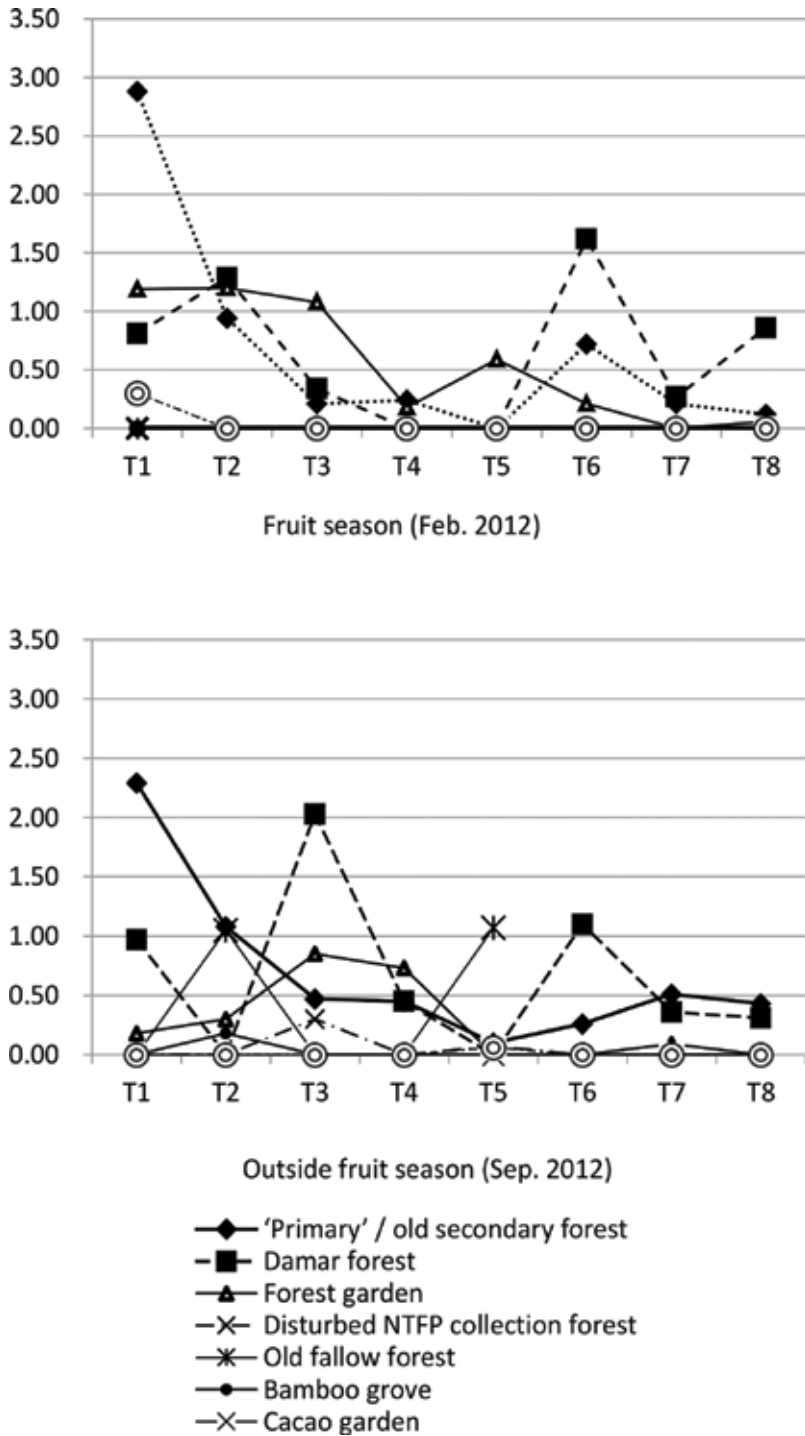 3.50
3.00
2.50
2.00
1.50
1.00
0.50
0.00
T1 T2 T3 T4 T5 T6 T7 T8
Fruit season (Feb. 2012)
3.50
3.00
2.50
2.00
1.50
1.00
0.50
0.00
T1 T2 T3 T4 T5 T6 T7 T8
Outside fruit season (Sep. 2012)
'Primary' / old secondary forest
Damar forest
Forest garden
Disturbed NTFP collection forest
Old fallow forest
Bamboo grove
Cacao garden